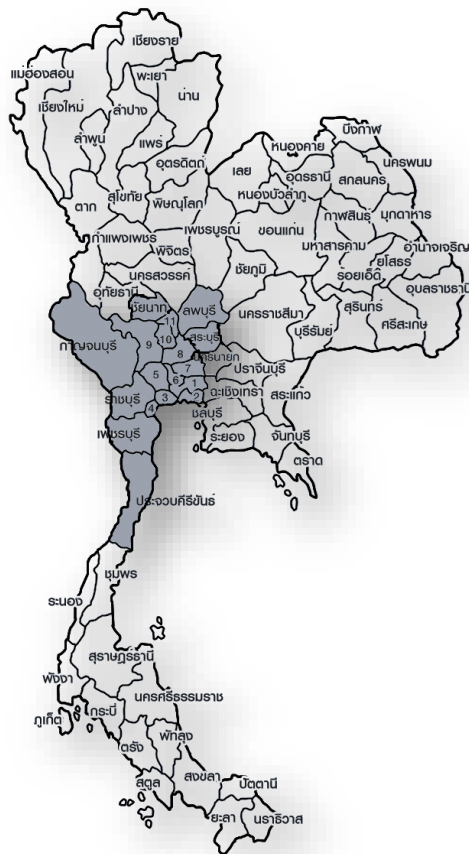 เชียงราย
แม่ฮ่องสอน
พะเยา
น่าน
เชียงใหม่
ลำปาง
ลำพูน
แพร่
อุตรดิตถ์
บึงกาฬ
หนองคาย
เลย
อุดรธานี
นครพนม
สกลนคร
หนองบัวลำภู
ตาก
สุโขทัย
พิษณุโลก
กาฬสินธุ์
มุกดาหาร
กำแพงเพชร
เพชรบูรณ์
ขอนแก่น
พิจิตร
มหาสารคาม
อำนาจเจริญ
ยโสธร
ชัยภูมิ
ร้อยเอ็ด
นครสวรรค์
อุบลราชธานี
อุทัยธานี
ชัยนาท
ลพบุรี
นครราชสีมา
บุรีรัมย์
สุรินทร์
ศรีสะเกษ
11
สระบุรี
กาญจนบุรี
9
10
8
นครนายก
ปราจีนบุรี
5
7
6
1
ฉะเชิงเทรา
สระแก้ว
ราชบุรี
3
2
4
ชลบุรี
เพชรบุรี
ระยอง
จันทบุรี
ตราด
ประจวบคีรีขันธ์
ชุมพร
ระนอง
สุราษฎร์ธานี
พังงา
นครศรีธรรมราช
กระบี่
ภูเก็ต
ตรัง
พัทลุง
สงขลา
สตูล
ปัตตานี
ยะลา
นราธิวาส